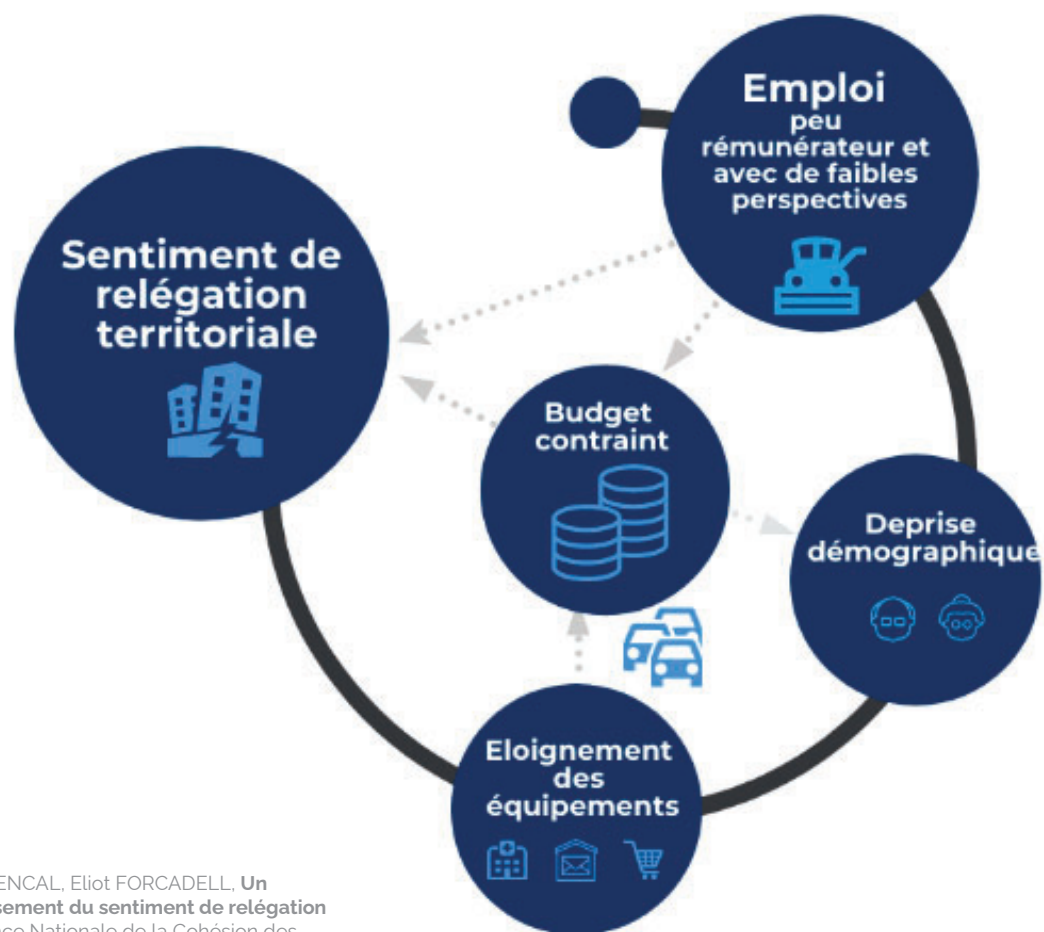 Emploi
peu
rémunérateur et
avec de faibles
perspectives
Sentiment de
relégation
territoriale
Budget
contraint
Deprise
démographique
Eloignement
des
équipements
ENCAL, Eliot FORCADELL, Un
sement du sentiment de relégation
nce Nationale de la Cohésion des